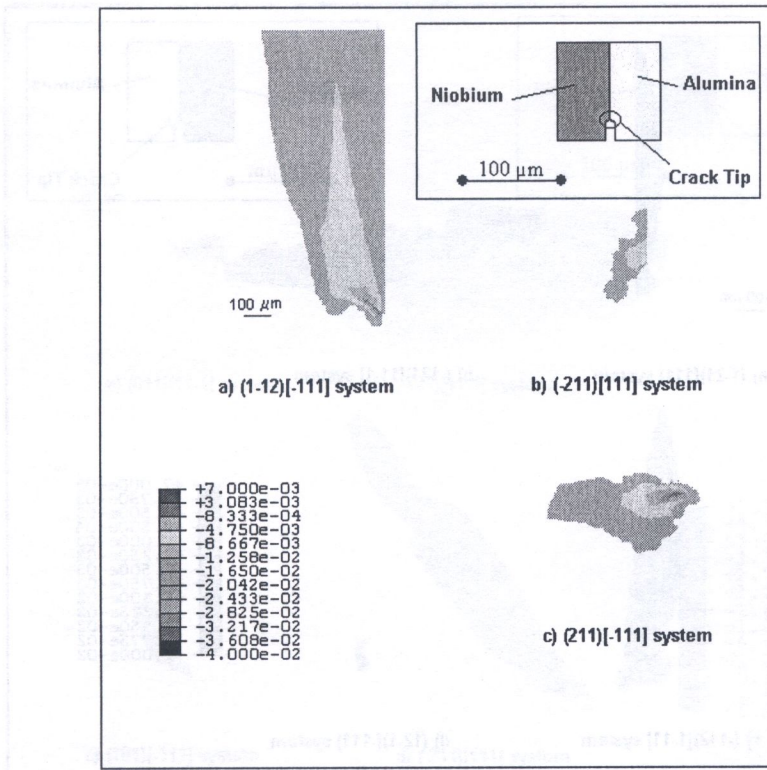 Niobium
Alumina
Crack Tip
100 μm
100 μm
a) (1-12)[-111] system
b) (-211)[111] system
+7.000e-03
+3.083e-03
-8.333e-04
-4.750e-03
-8.667e-03
-1.258e-02
-1.650e-02
-2.042e-02
-2.433e-02
-2.825e-02
-3.217e-02
-3.608e-02
-4.000e-02
c) (211)[-111] system